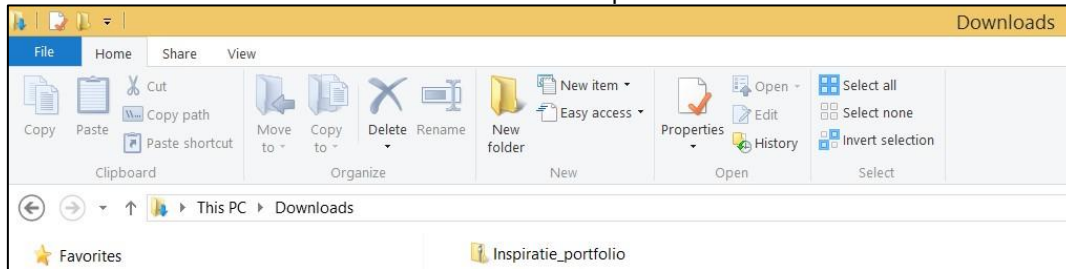 Downloads
File Home Share View
Copy
Paste
Cut
Copy path
Paste shortcut
Clipboard
Move to
Copy to
Delete
Rename
Organize
New folder
New item
Easy access
New
Properties
Open
Edit
History
Open
Select all
Select none
Invert selection
Select
This PC Downloads
Favorites
Inspiratie_portfolio